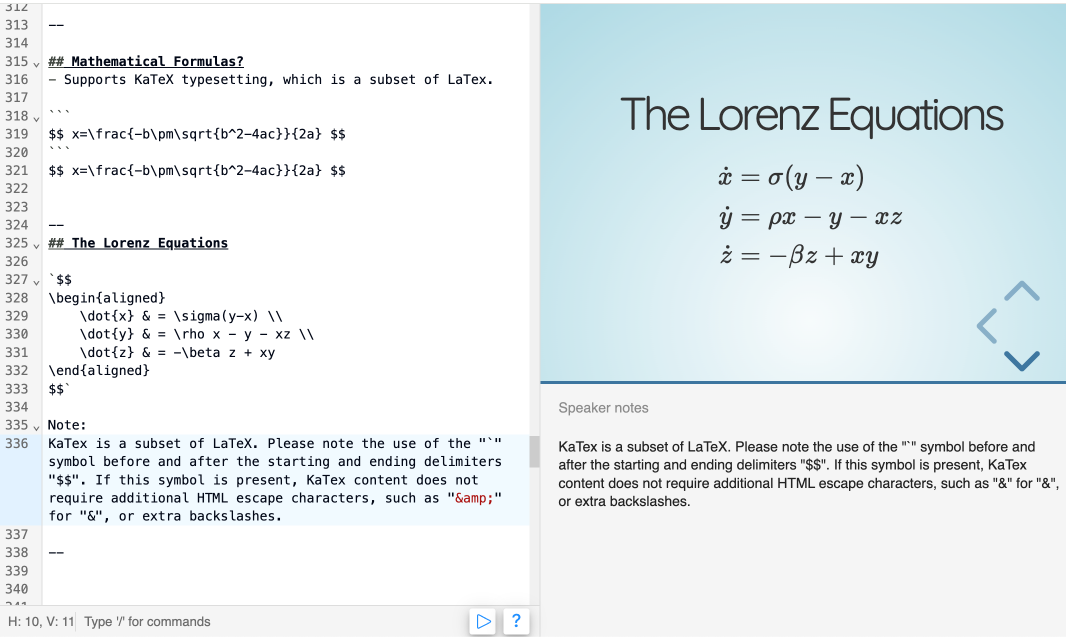 312
313 --
314
315 ## Mathematical Formulas?
316 - Supports KaTeX typesetting, which is a subset of LaTex.
317
318 ```
319 $$ x=\frac{-b\pm\sqrt{b^2-4ac}}{2a} $$
320 ```
321 $$ x=\frac{-b\pm\sqrt{b^2-4ac}}{2a} $$
322
323
324 --
325 ## The Lorenz Equations
326
327 `$$
328 \begin{aligned}
329     \dot{x} & = \sigma(y-x) \\
330     \dot{y} & = \rho x - y - xz \\
331     \dot{z} & = -\beta z + xy
332 \end{aligned}
333 $$`
334
335 Note:
336 KaTex is a subset of LaTeX. Please note the use of the "`"
symbol before and after the starting and ending delimiters
"$$". If this symbol is present, KaTex content does not
require additional HTML escape characters, such as "&amp;"
for "&", or extra backslashes.
337
338 --
339
340
341
H: 10, V: 11 Type '/' for commands
?
The Lorenz Equations
ẋ = σ(y − x)
ẏ = ρx − y − xz
ż = −βz + xy
Speaker notes
KaTex is a subset of LaTeX. Please note the use of the "`" symbol before and
after the starting and ending delimiters "$$". If this symbol is present, KaTex
content does not require additional HTML escape characters, such as "&" for "&",
or extra backslashes.